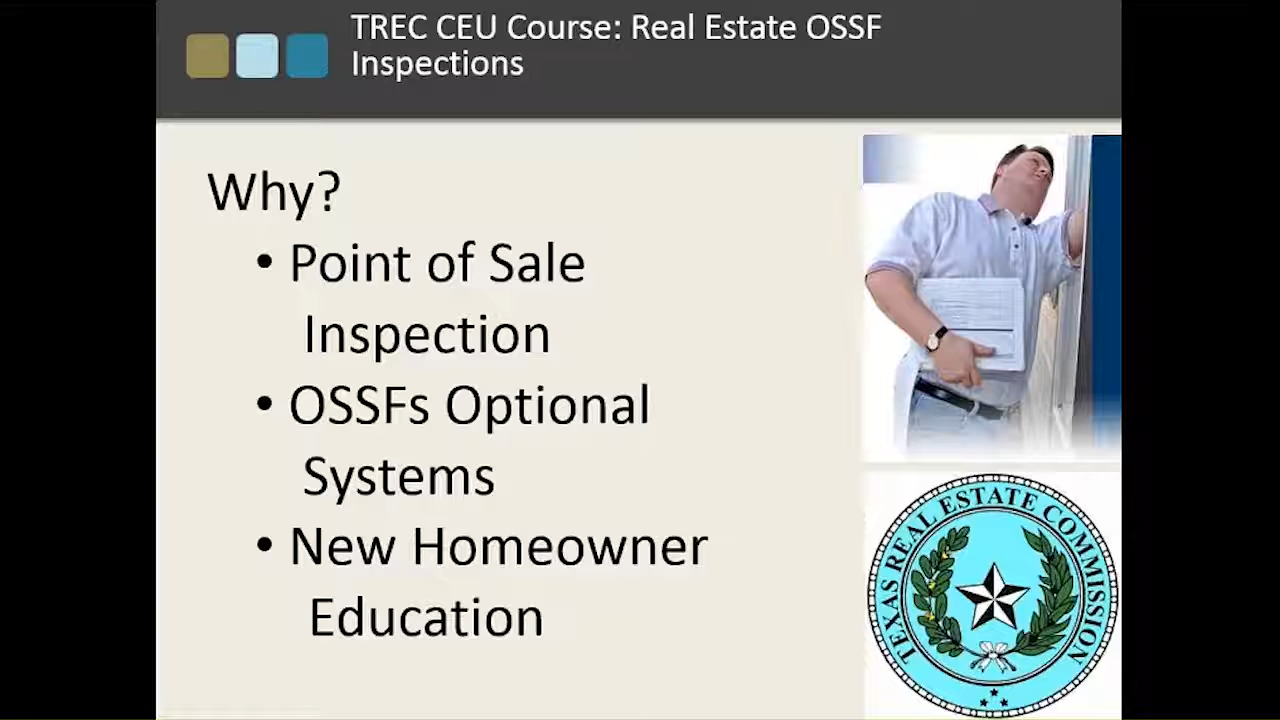 TREC CEU Course: Real Estate OSSF
Inspections
Why?
• Point of Sale
Inspection
• OSSFs Optional
Systems
• New Homeowner
Education
TEXAS REAL ESTATE COMMISSION